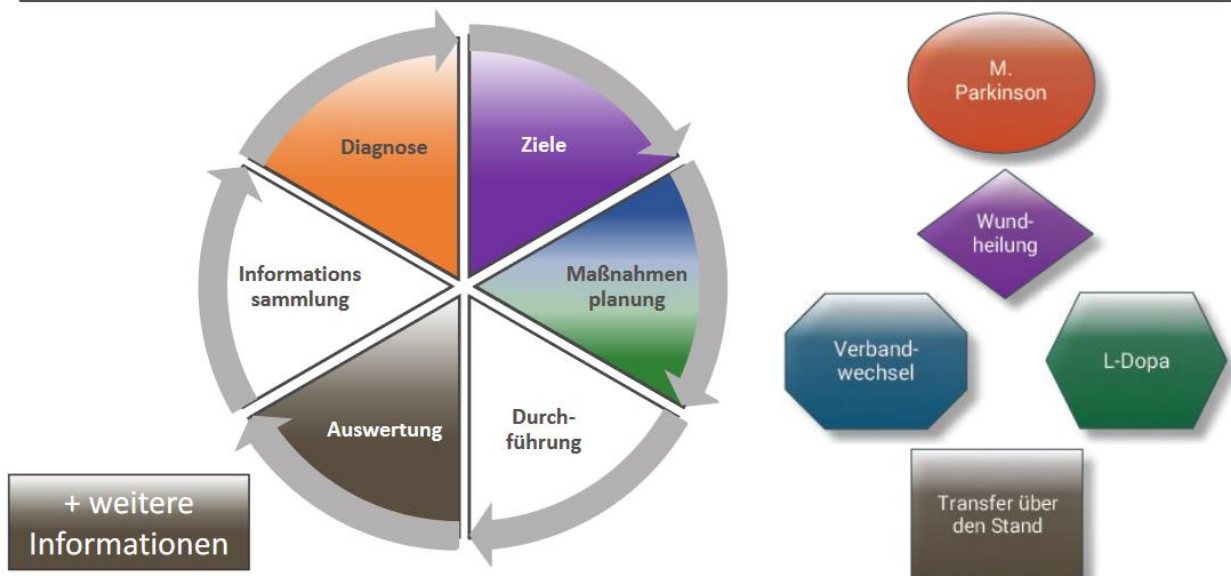 Diagnose
Ziele
Informations
sammlung
Maßnahmen
planung
Auswertung
Durch-
führung
+ weitere
Informationen
M.
Parkinson
Wund-
heilung
Verband-
wechsel
L-Dopa
Transfer über
den Stand